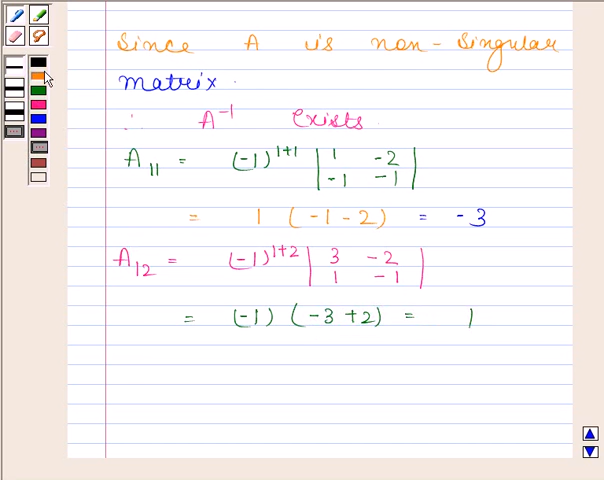 Since A is non-Singular
matrix.
∴ A⁻¹ Exists.
A₁₁ = (-1)¹⁺¹ | 1 -2 |
| -1 -1 |
= 1 (-1-2) = -3
A₁₂ = (-1)¹⁺² | 3 -2 |
| 1 -1 |
= (-1) (-3+2) = 1